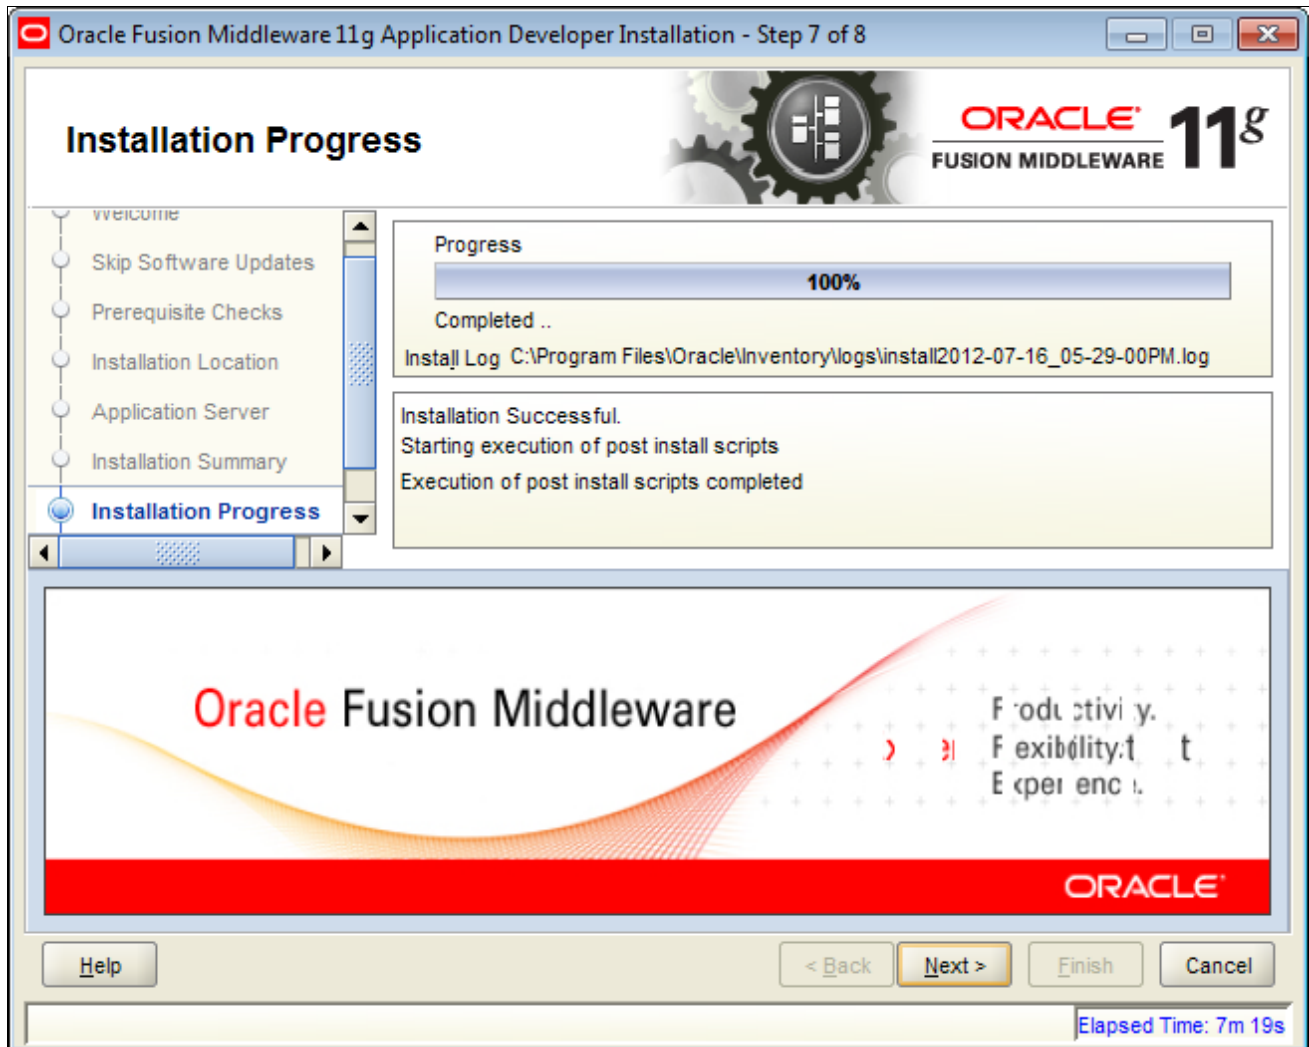 Oracle Fusion Middleware 11g Application Developer Installation - Step 7 of 8
Installation Progress
ORACLE
FUSION MIDDLEWARE
11g
Welcome
Skip Software Updates
Prerequisite Checks
Installation Location
Application Server
Installation Summary
Installation Progress
Progress
100%
Completed ..
Install Log C:\Program Files\Oracle\Inventory\logs\install2012-07-16_05-29-00PM.log
Installation Successful.
Starting execution of post install scripts
Execution of post install scripts completed
Oracle Fusion Middleware
ORACLE
Help
< Back
Next >
Finish
Cancel
Elapsed Time: 7m 19s